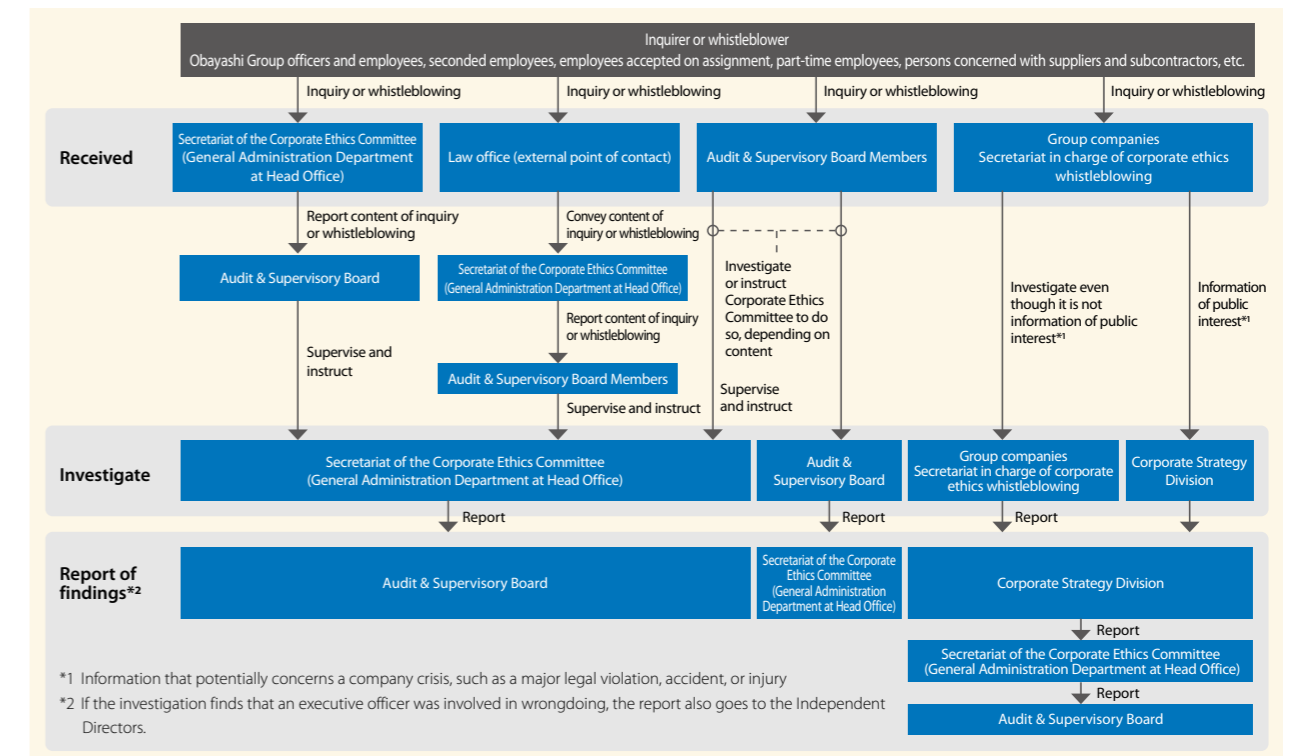 Inquirer or whistleblower
Obayashi Group officers and employees, seconded employees, employees accepted on assignment, part-time employees, persons concerned with suppliers and subcontractors, etc.
Inquiry or whistleblowing
Inquiry or whistleblowing
Inquiry or whistleblowing
Inquiry or whistleblowing
Received
Secretariat of the Corporate Ethics Committee
(General Administration Department
at Head Office)
Law office (external point of contact)
Audit & Supervisory Board Members
Group companies
Secretariat in charge of corporate ethics
whistleblowing
Report content of inquiry
or whistleblowing
Convey content of
inquiry or whistleblowing
Audit & Supervisory Board
Secretariat of the Corporate Ethics Committee
(General Administration Department at Head Office)
Investigate
or instruct
Corporate Ethics
Committee to do
so, depending on
content
Investigate even
though it is not
information of public
interest*1
Information
of public
interest*1
Report content of inquiry
or whistleblowing
Supervise and
instruct
Audit & Supervisory Board Members
Supervise and instruct
Supervise
and instruct
Investigate
Secretariat of the Corporate Ethics Committee
(General Administration Department at Head Office)
Audit &
Supervisory Board
Group companies
Secretariat in charge of corporate
ethics whistleblowing
Corporate Strategy
Division
Report
Report
Report
Report of
findings*2
Audit & Supervisory Board
Secretariat of the Corporate
Ethics Committee
(General Administration
Department at Head Office)
Corporate Strategy Division
Report
Secretariat of the Corporate Ethics Committee
(General Administration Department at Head Office)
Report
Audit & Supervisory Board
*1 Information that potentially concerns a company crisis, such as a major legal violation, accident, or injury
*2 If the investigation finds that an executive officer was involved in wrongdoing, the report also goes to the Independent
Directors.